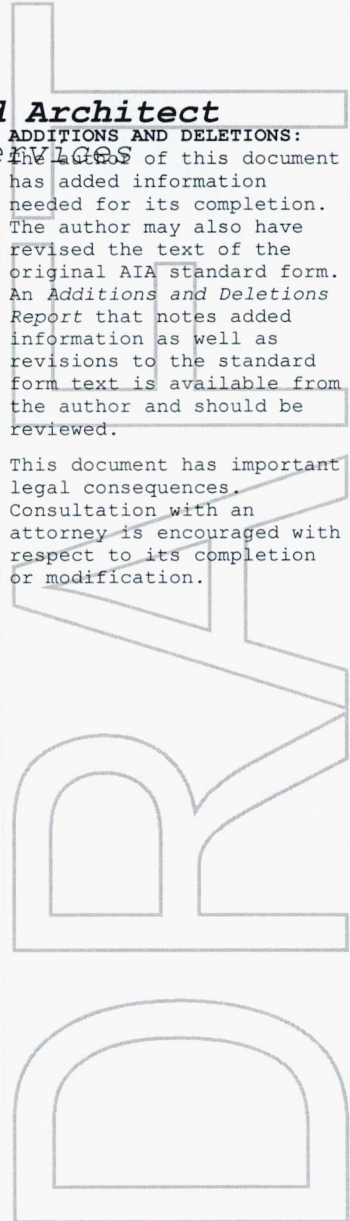 d Architect
ervices
ADDITIONS AND DELETIONS:
The author of this document
has added information
needed for its completion.
The author may also have
revised the text of the
original AIA standard form.
An Additions and Deletions
Report that notes added
information as well as
revisions to the standard
form text is available from
the author and should be
reviewed.
This document has important
legal consequences.
Consultation with an
attorney is encouraged with
respect to its completion
or modification.
DRAFT